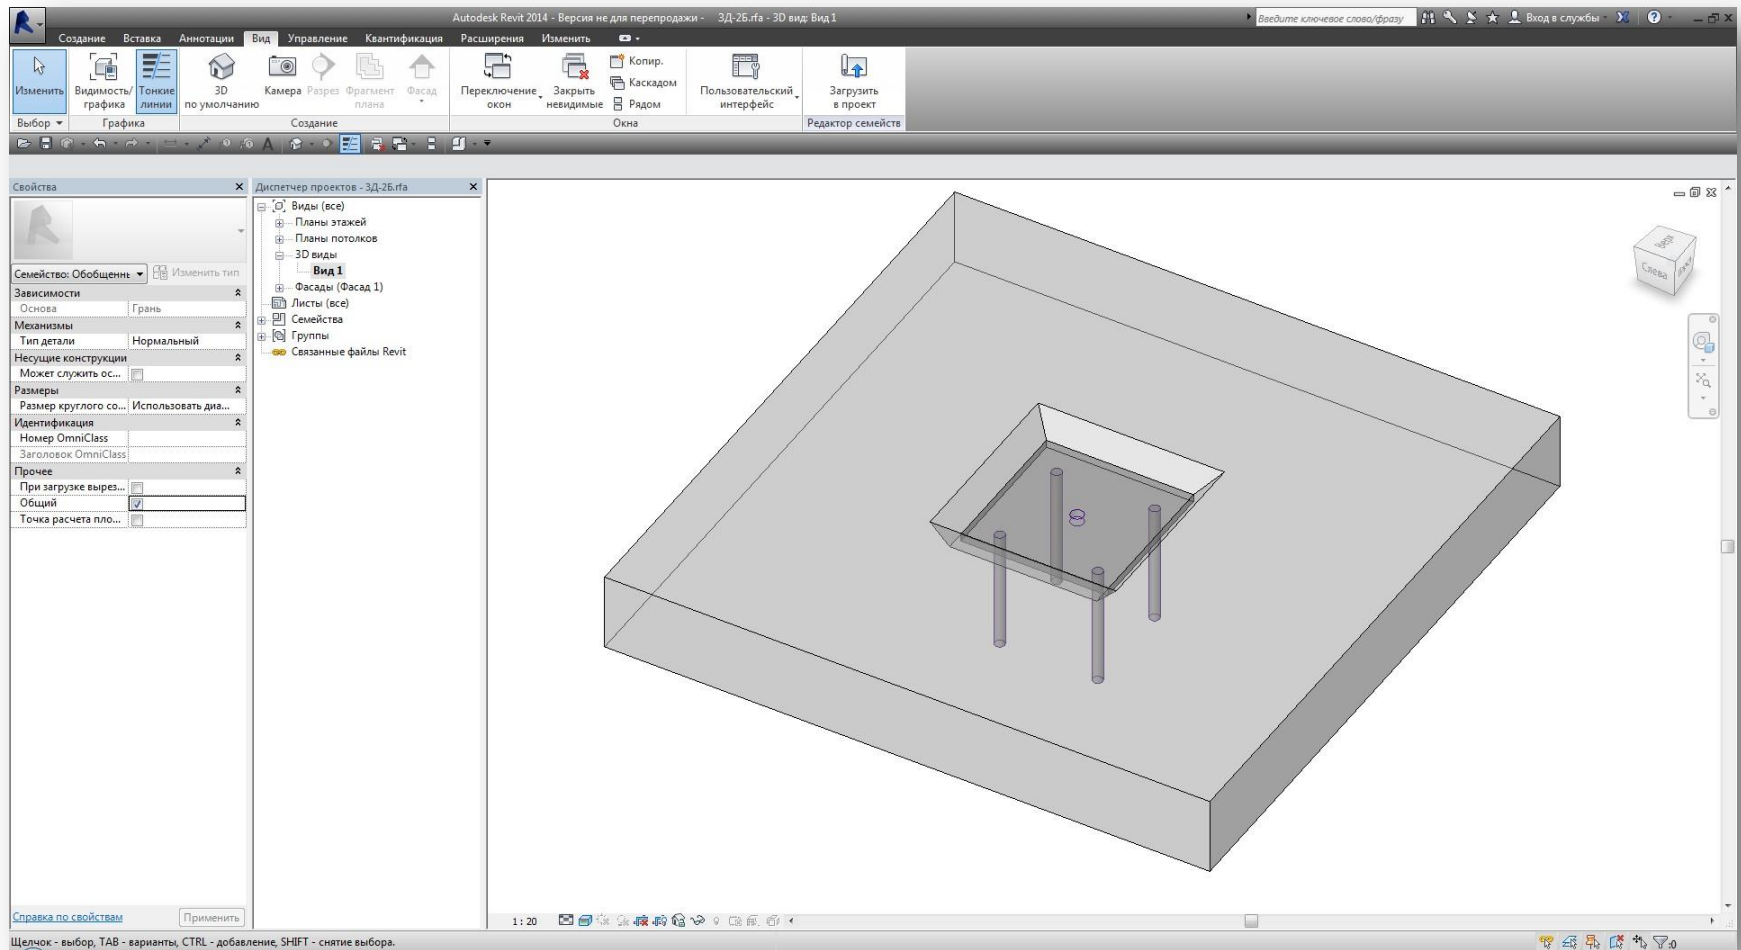 Autodesk Revit 2014 - Версия не для перепродажи - ЗД-2Б.rfa - 3D вид: Вид 1
Введите ключевое слово/фразу
Вход в службы
Создание Вставка Аннотации Вид Управление Квантификация Расширения Изменить
Изменить
Видимость/
графика
Тонкие
линии
3D
по умолчанию
Камера
Разрез
Фрагмент
плана
Фасад
Переключение
окон
Закрыть
невидимые
Копир.
Каскадом
Рядом
Пользовательский
интерфейс
Загрузить
в проект
Выбор
Графика
Создание
Окна
Редактор семейств
Свойства
Семейство: Обобщеннь
Изменить тип
Зависимости
Основа Грань
Механизмы
Тип детали Нормальный
Несущие конструкции
Может служить ос...
Размеры
Размер круглого со... Использовать диа...
Идентификация
Номер OmniClass
Заголовок OmniClass
Прочее
При загрузке вырез...
Общий
Точка расчета пло...
Справка по свойствам
Применить
Диспетчер проектов - ЗД-2Б.rfa
Виды (все)
Планы этажей
Планы потолков
3D виды
Вид 1
Фасады (Фасад 1)
Листы (все)
Семейства
Группы
Связанные файлы Revit
Слева
1 : 20
Щелчок - выбор, TAB - варианты, CTRL - добавление, SHIFT - снятие выбора.
:0